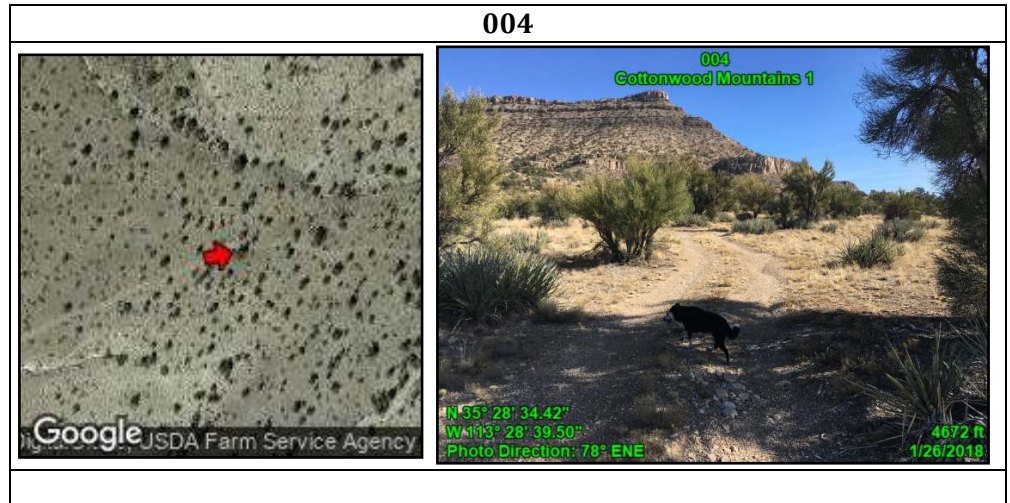 004
004
Cottonwood Mountains 1
N 35° 28' 34.42"
W 113° 28' 39.50"
Photo Direction: 78° ENE
4672 ft
1/26/2018
Google
USDA Farm Service Agency